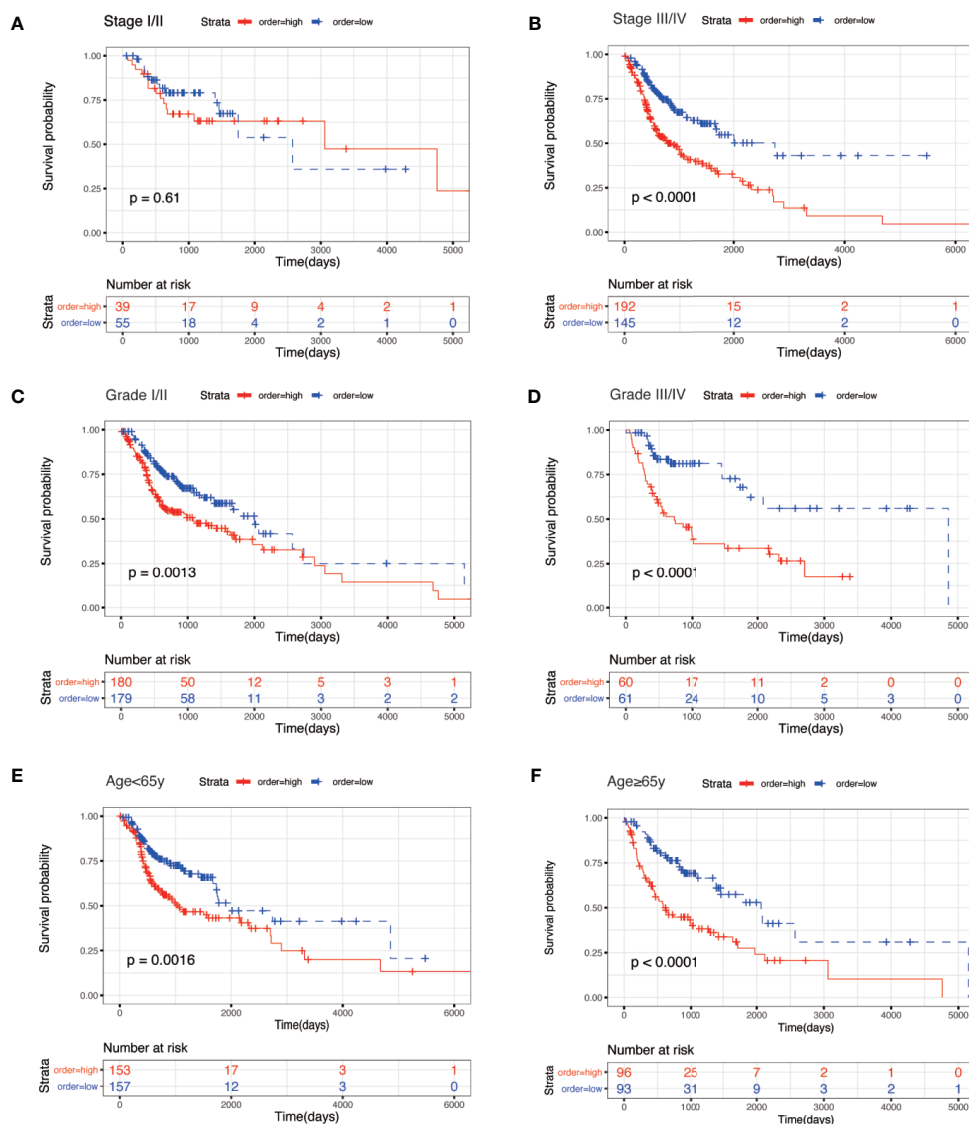 A
Stage I/II Strata order=high order=low
Survival probability
1.00
0.75
0.50
0.25
0.00
p = 0.61
0 1000 2000 3000 4000 5000
Time(days)
Number at risk
Strata
order=high 39 17 9 4 2 1
order=low 55 18 4 2 1 0
0 1000 2000 3000 4000 5000
Time(days)
B
Stage III/IV Strata order=high order=low
Survival probability
1.00
0.75
0.50
0.25
0.00
p < 0.0001
0 2000 4000 6000
Time(days)
Number at risk
Strata
order=high 192 15 2 1
order=low 145 12 2 0
0 2000 4000 6000
Time(days)
C
Grade I/II Strata order=high order=low
Survival probability
1.00
0.75
0.50
0.25
0.00
p = 0.0013
0 1000 2000 3000 4000 5000
Time(days)
Number at risk
Strata
order=high 180 50 12 5 3 1
order=low 179 58 11 3 2 2
0 1000 2000 3000 4000 5000
Time(days)
D
Grade III/IV Strata order=high order=low
Survival probability
1.00
0.75
0.50
0.25
0.00
p < 0.0001
0 1000 2000 3000 4000 5000
Time(days)
Number at risk
Strata
order=high 60 17 11 2 0 0
order=low 61 24 10 5 3 0
0 1000 2000 3000 4000 5000
Time(days)
E
Age<65y Strata order=high order=low
Survival probability
1.00
0.75
0.50
0.25
0.00
p = 0.0016
0 2000 4000 6000
Time(days)
Number at risk
Strata
order=high 153 17 3 1
order=low 157 12 3 0
0 2000 4000 6000
Time(days)
F
Age≥65y Strata order=high order=low
Survival probability
1.00
0.75
0.50
0.25
0.00
p < 0.0001
0 1000 2000 3000 4000 5000
Time(days)
Number at risk
Strata
order=high 96 25 7 2 1 0
order=low 93 31 9 3 2 1
0 1000 2000 3000 4000 5000
Time(days)